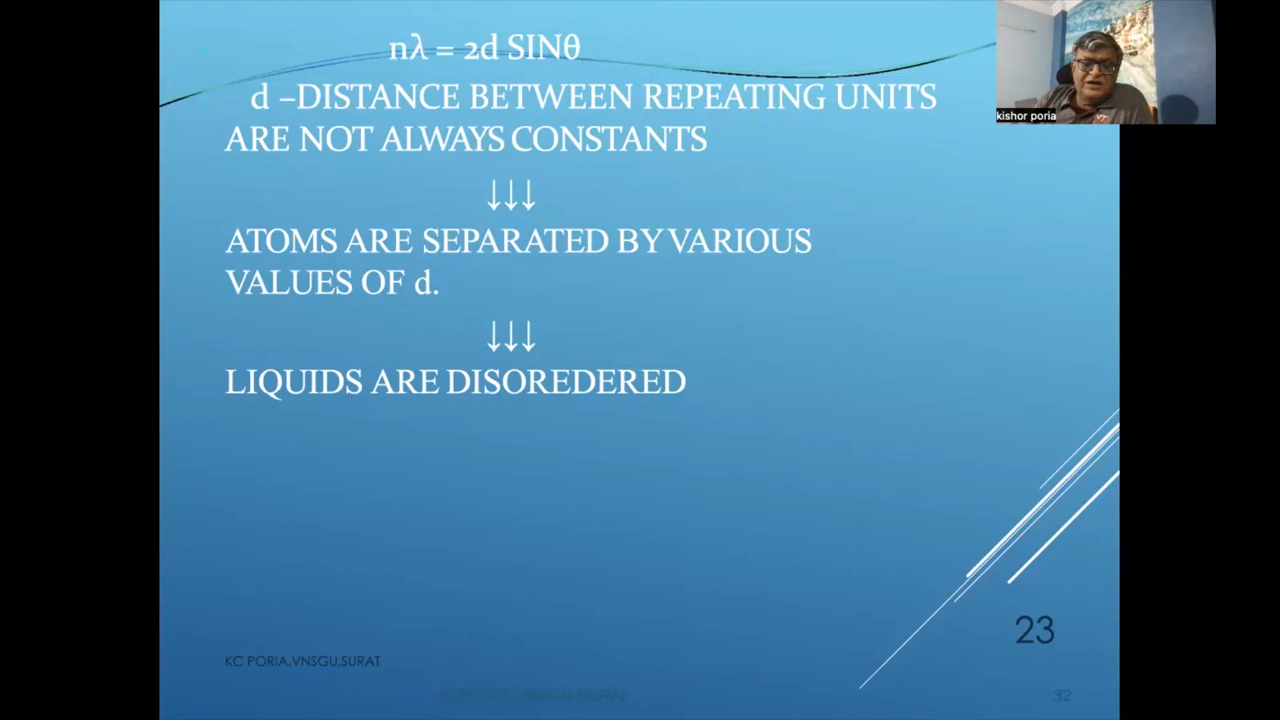 nλ = 2d SINθ
d –DISTANCE BETWEEN REPEATING UNITS
ARE NOT ALWAYS CONSTANTS
↓↓↓
ATOMS ARE SEPARATED BY VARIOUS
VALUES OF d.
↓↓↓
LIQUIDS ARE DISOREDERED
kishor poria
23
KC PORIA,VNSGU,SURAT
32